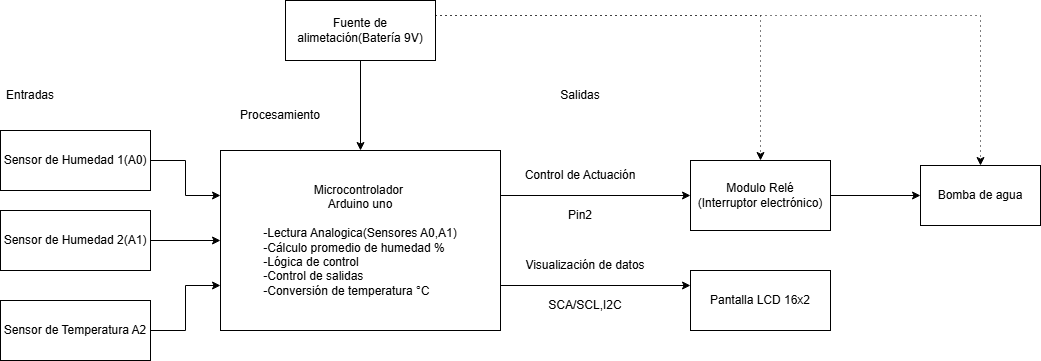 Fuente de
alimetación(Batería 9V)
Entradas
Procesamiento
Salidas
Sensor de Humedad 1(A0)
Sensor de Humedad 2(A1)
Sensor de Temperatura A2
Microcontrolador
Arduino uno
-Lectura Analogica(Sensores A0,A1)
-Cálculo promedio de humedad %
-Lógica de control
-Control de salidas
-Conversión de temperatura °C
Control de Actuación
Pin2
Modulo Relé
(Interruptor electrónico)
Bomba de agua
Visualización de datos
SCA/SCL,I2C
Pantalla LCD 16x2